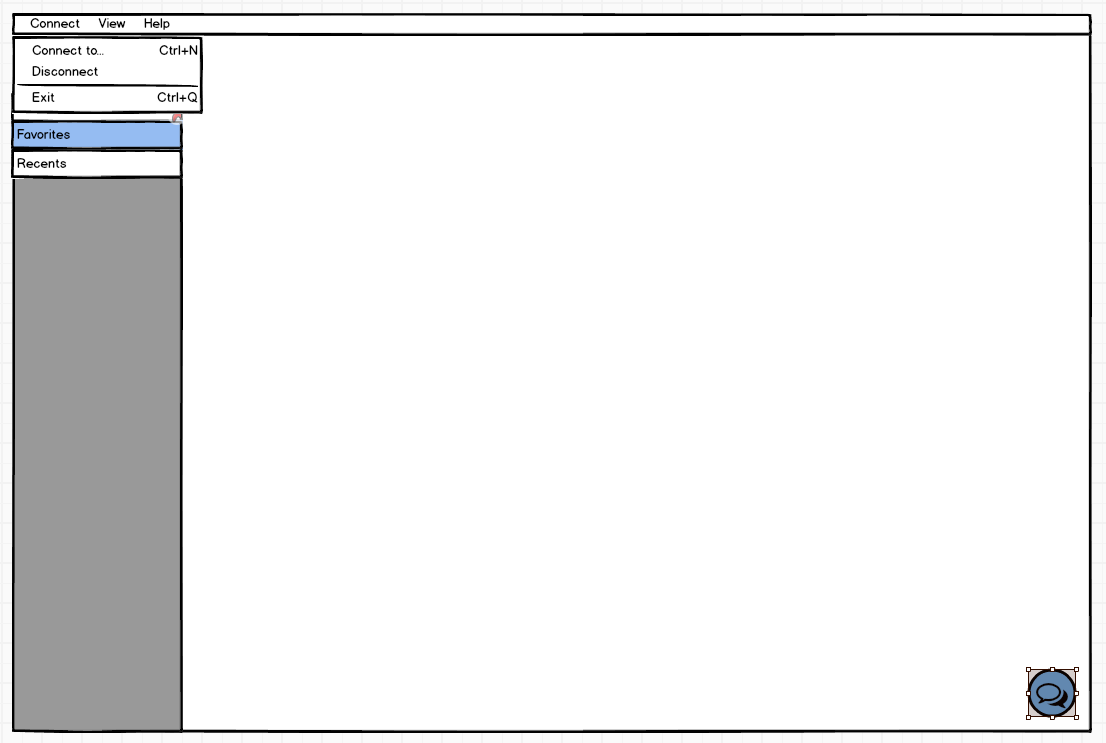 Connect View Help
Connect to... Ctrl+N
Disconnect
Exit Ctrl+Q
Favorites
Recents